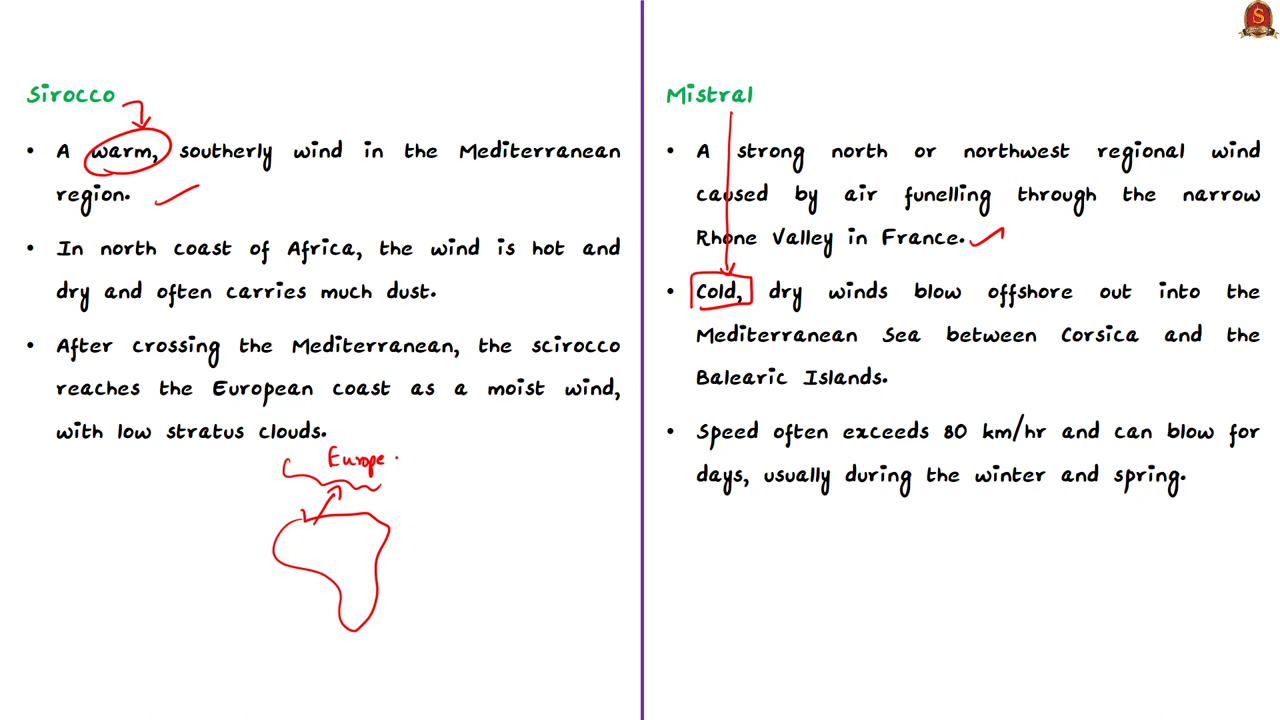 Sirocco
• A warm, southerly wind in the Mediterranean
region.
• In north coast of Africa, the wind is hot and
dry and often carries much dust.
• After crossing the Mediterranean, the scirocco
reaches the European coast as a moist wind,
with low stratus clouds.
Europe.
Mistral
• A strong north or northwest regional wind
caused by air funelling through the narrow
Rhone Valley in France.
• Cold, dry winds blow offshore out into the
Mediterranean Sea between Corsica and the
Balearic Islands.
• Speed often exceeds 80 km/hr and can blow for
days, usually during the winter and spring.
S